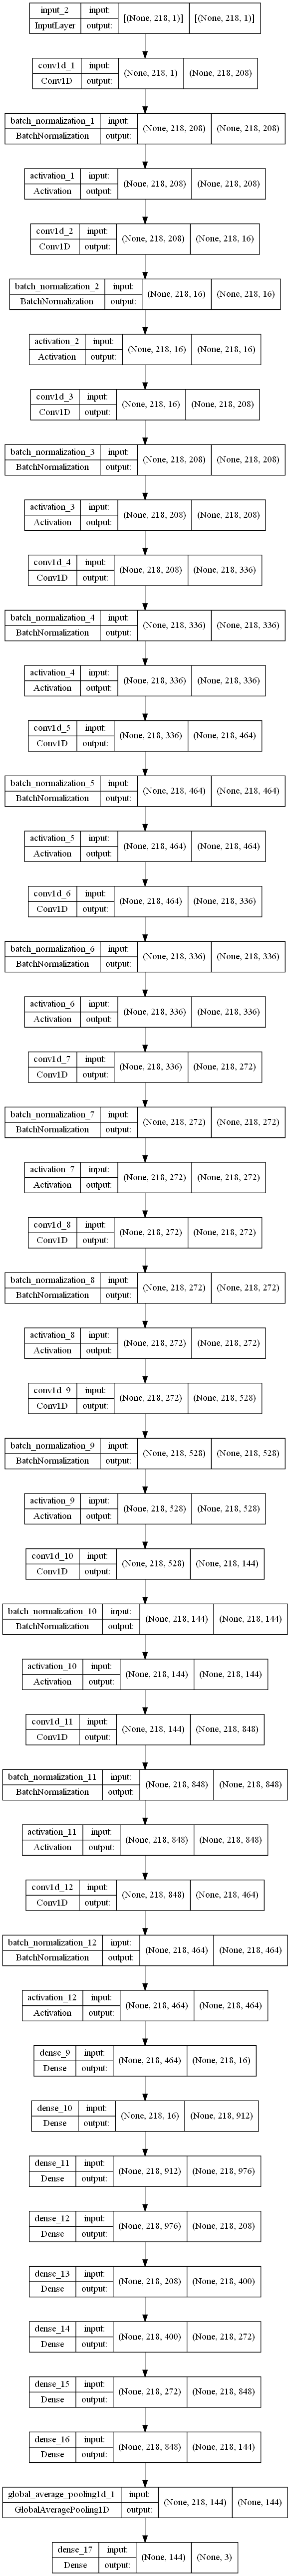 input_2 input: [(None, 218, 1)] [(None, 218, 1)]
InputLayer output:
conv1d_1 input: (None, 218, 1) (None, 218, 208)
Conv1D output:
batch_normalization_1 input: (None, 218, 208) (None, 218, 208)
BatchNormalization output:
activation_1 input: (None, 218, 208) (None, 218, 208)
Activation output:
conv1d_2 input: (None, 218, 208) (None, 218, 16)
Conv1D output:
batch_normalization_2 input: (None, 218, 16) (None, 218, 16)
BatchNormalization output:
activation_2 input: (None, 218, 16) (None, 218, 16)
Activation output:
conv1d_3 input: (None, 218, 16) (None, 218, 208)
Conv1D output:
batch_normalization_3 input: (None, 218, 208) (None, 218, 208)
BatchNormalization output:
activation_3 input: (None, 218, 208) (None, 218, 208)
Activation output:
conv1d_4 input: (None, 218, 208) (None, 218, 336)
Conv1D output:
batch_normalization_4 input: (None, 218, 336) (None, 218, 336)
BatchNormalization output:
activation_4 input: (None, 218, 336) (None, 218, 336)
Activation output:
conv1d_5 input: (None, 218, 336) (None, 218, 464)
Conv1D output:
batch_normalization_5 input: (None, 218, 464) (None, 218, 464)
BatchNormalization output:
activation_5 input: (None, 218, 464) (None, 218, 464)
Activation output:
conv1d_6 input: (None, 218, 464) (None, 218, 336)
Conv1D output:
batch_normalization_6 input: (None, 218, 336) (None, 218, 336)
BatchNormalization output:
activation_6 input: (None, 218, 336) (None, 218, 336)
Activation output:
conv1d_7 input: (None, 218, 336) (None, 218, 272)
Conv1D output:
batch_normalization_7 input: (None, 218, 272) (None, 218, 272)
BatchNormalization output:
activation_7 input: (None, 218, 272) (None, 218, 272)
Activation output:
conv1d_8 input: (None, 218, 272) (None, 218, 272)
Conv1D output:
batch_normalization_8 input: (None, 218, 272) (None, 218, 272)
BatchNormalization output:
activation_8 input: (None, 218, 272) (None, 218, 272)
Activation output:
conv1d_9 input: (None, 218, 272) (None, 218, 528)
Conv1D output:
batch_normalization_9 input: (None, 218, 528) (None, 218, 528)
BatchNormalization output:
activation_9 input: (None, 218, 528) (None, 218, 528)
Activation output:
conv1d_10 input: (None, 218, 528) (None, 218, 144)
Conv1D output:
batch_normalization_10 input: (None, 218, 144) (None, 218, 144)
BatchNormalization output:
activation_10 input: (None, 218, 144) (None, 218, 144)
Activation output:
conv1d_11 input: (None, 218, 144) (None, 218, 848)
Conv1D output:
batch_normalization_11 input: (None, 218, 848) (None, 218, 848)
BatchNormalization output:
activation_11 input: (None, 218, 848) (None, 218, 848)
Activation output:
conv1d_12 input: (None, 218, 848) (None, 218, 464)
Conv1D output:
batch_normalization_12 input: (None, 218, 464) (None, 218, 464)
BatchNormalization output:
activation_12 input: (None, 218, 464) (None, 218, 464)
Activation output:
dense_9 input: (None, 218, 464) (None, 218, 16)
Dense output:
dense_10 input: (None, 218, 16) (None, 218, 912)
Dense output:
dense_11 input: (None, 218, 912) (None, 218, 976)
Dense output:
dense_12 input: (None, 218, 976) (None, 218, 208)
Dense output:
dense_13 input: (None, 218, 208) (None, 218, 400)
Dense output:
dense_14 input: (None, 218, 400) (None, 218, 272)
Dense output:
dense_15 input: (None, 218, 272) (None, 218, 848)
Dense output:
dense_16 input: (None, 218, 848) (None, 218, 144)
Dense output:
global_average_pooling1d_1 input: (None, 218, 144) (None, 144)
GlobalAveragePooling1D output:
dense_17 input: (None, 144) (None, 3)
Dense output: